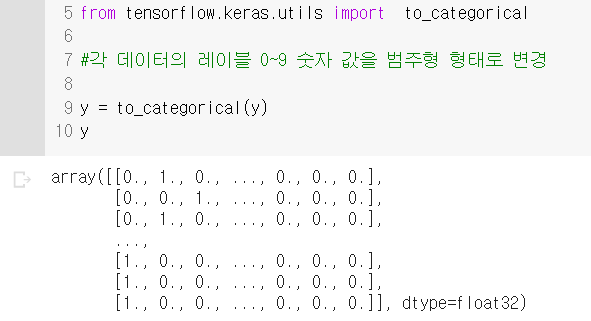 5 from tensorflow.keras.utils import  to_categorical
6
7 #각 데이터의 레이블 0~9 숫자 값을 범주형 형태로 변경
8
9 y = to_categorical(y)
10 y
array([[0., 1., 0., ..., 0., 0., 0.],
       [0., 0., 1., ..., 0., 0., 0.],
       [0., 1., 0., ..., 0., 0., 0.],
       ...,
       [1., 0., 0., ..., 0., 0., 0.],
       [1., 0., 0., ..., 0., 0., 0.],
       [1., 0., 0., ..., 0., 0., 0.]], dtype=float32)